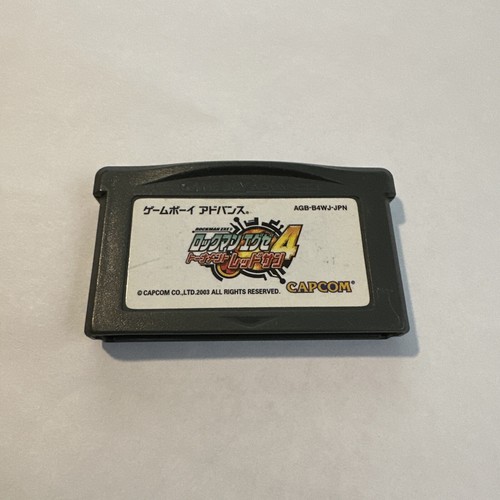 ゲームボーイ アドバンス®
AGB-B4WJ-JPN
ROCKMAN EXE 4
ロックマン エグゼ4
トーナメント レッドサン
© CAPCOM CO., LTD.2003 ALL RIGHTS RESERVED.
CAPCOM